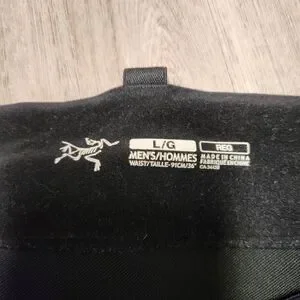 L/G
REG
MEN'S/HOMMES
WAIST/TAILLE-91CM/36"
MADE IN CHINA
FABRIQUÉ EN CHINE